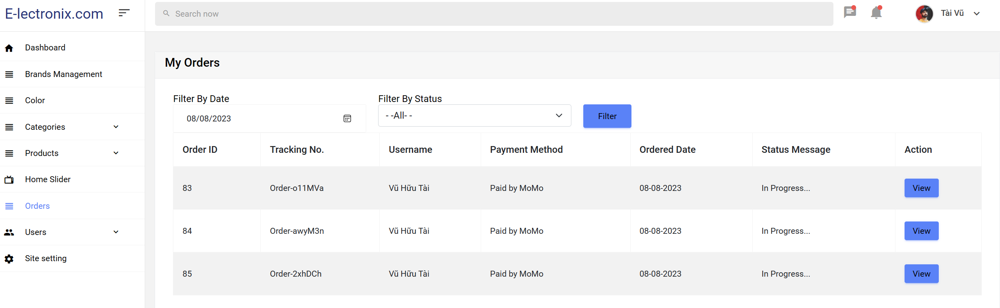 E-lectronix.com
Search now
Tài Vũ
Dashboard
Brands Management
Color
Categories
Products
Home Slider
Orders
Users
Site setting
My Orders
Filter By Date
08/08/2023
Filter By Status
- -All- -
Filter
Order ID Tracking No. Username Payment Method Ordered Date Status Message Action
83 Order-o11MVa Vũ Hữu Tài Paid by MoMo 08-08-2023 In Progress... View
84 Order-awyM3n Vũ Hữu Tài Paid by MoMo 08-08-2023 In Progress... View
85 Order-2xhDCh Vũ Hữu Tài Paid by MoMo 08-08-2023 In Progress... View